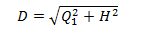 D = √(Q₁² + H²)